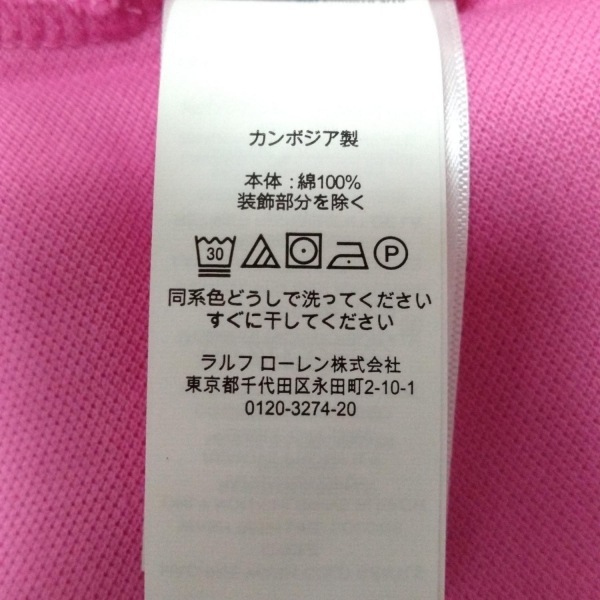 カンボジア製
本体：綿100%
装飾部分を除く
30 P
同系色どうしで洗ってください
すぐに干してください
ラルフ ローレン株式会社
東京都千代田区永田町2-10-1
0120-3274-20